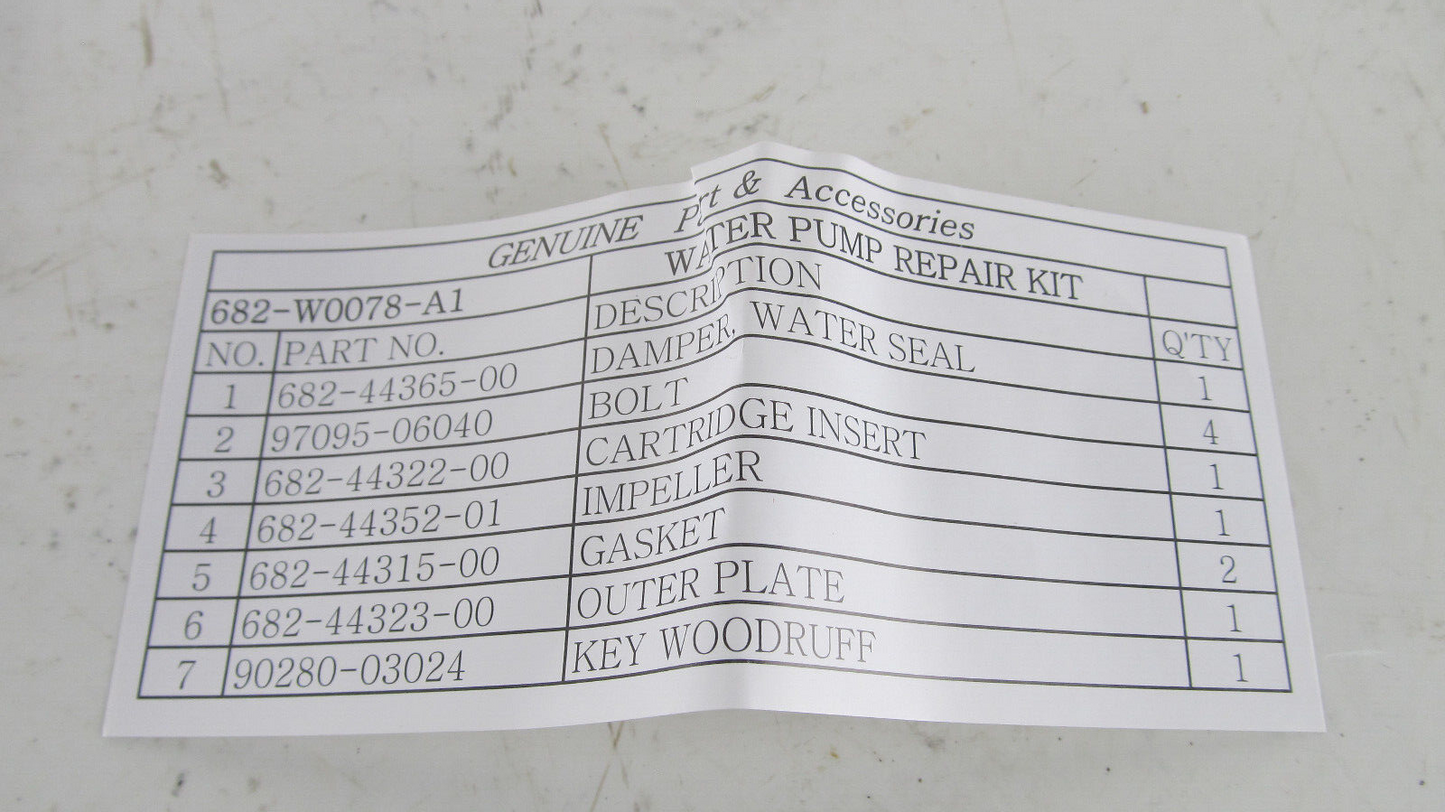 GENUINE Part & Accessories
682-W0078-A1 WATER PUMP REPAIR KIT
NO. PART NO. DESCRIPTION Q'TY
1 682-44365-00 DAMPER, WATER SEAL 1
2 97095-06040 BOLT 4
3 682-44322-00 CARTRIDGE INSERT 1
4 682-44352-01 IMPELLER 1
5 682-44315-00 GASKET 2
6 682-44323-00 OUTER PLATE 1
7 90280-03024 KEY WOODRUFF 1